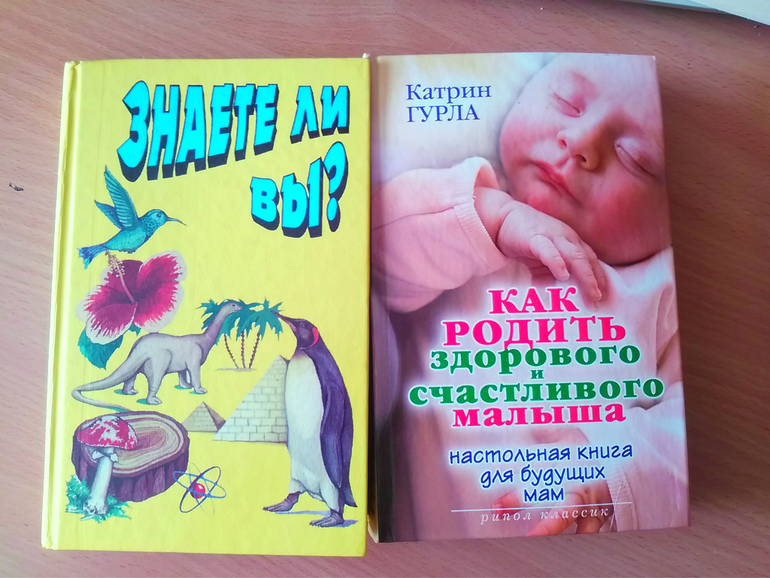 ЗНАЕТЕ ЛИ
ВЫ?
Катрин
ГУРЛА
КАК
РОДИТЬ
здорового
и
счастливого
малыша
настольная книга
для будущих
мам
рипол классик